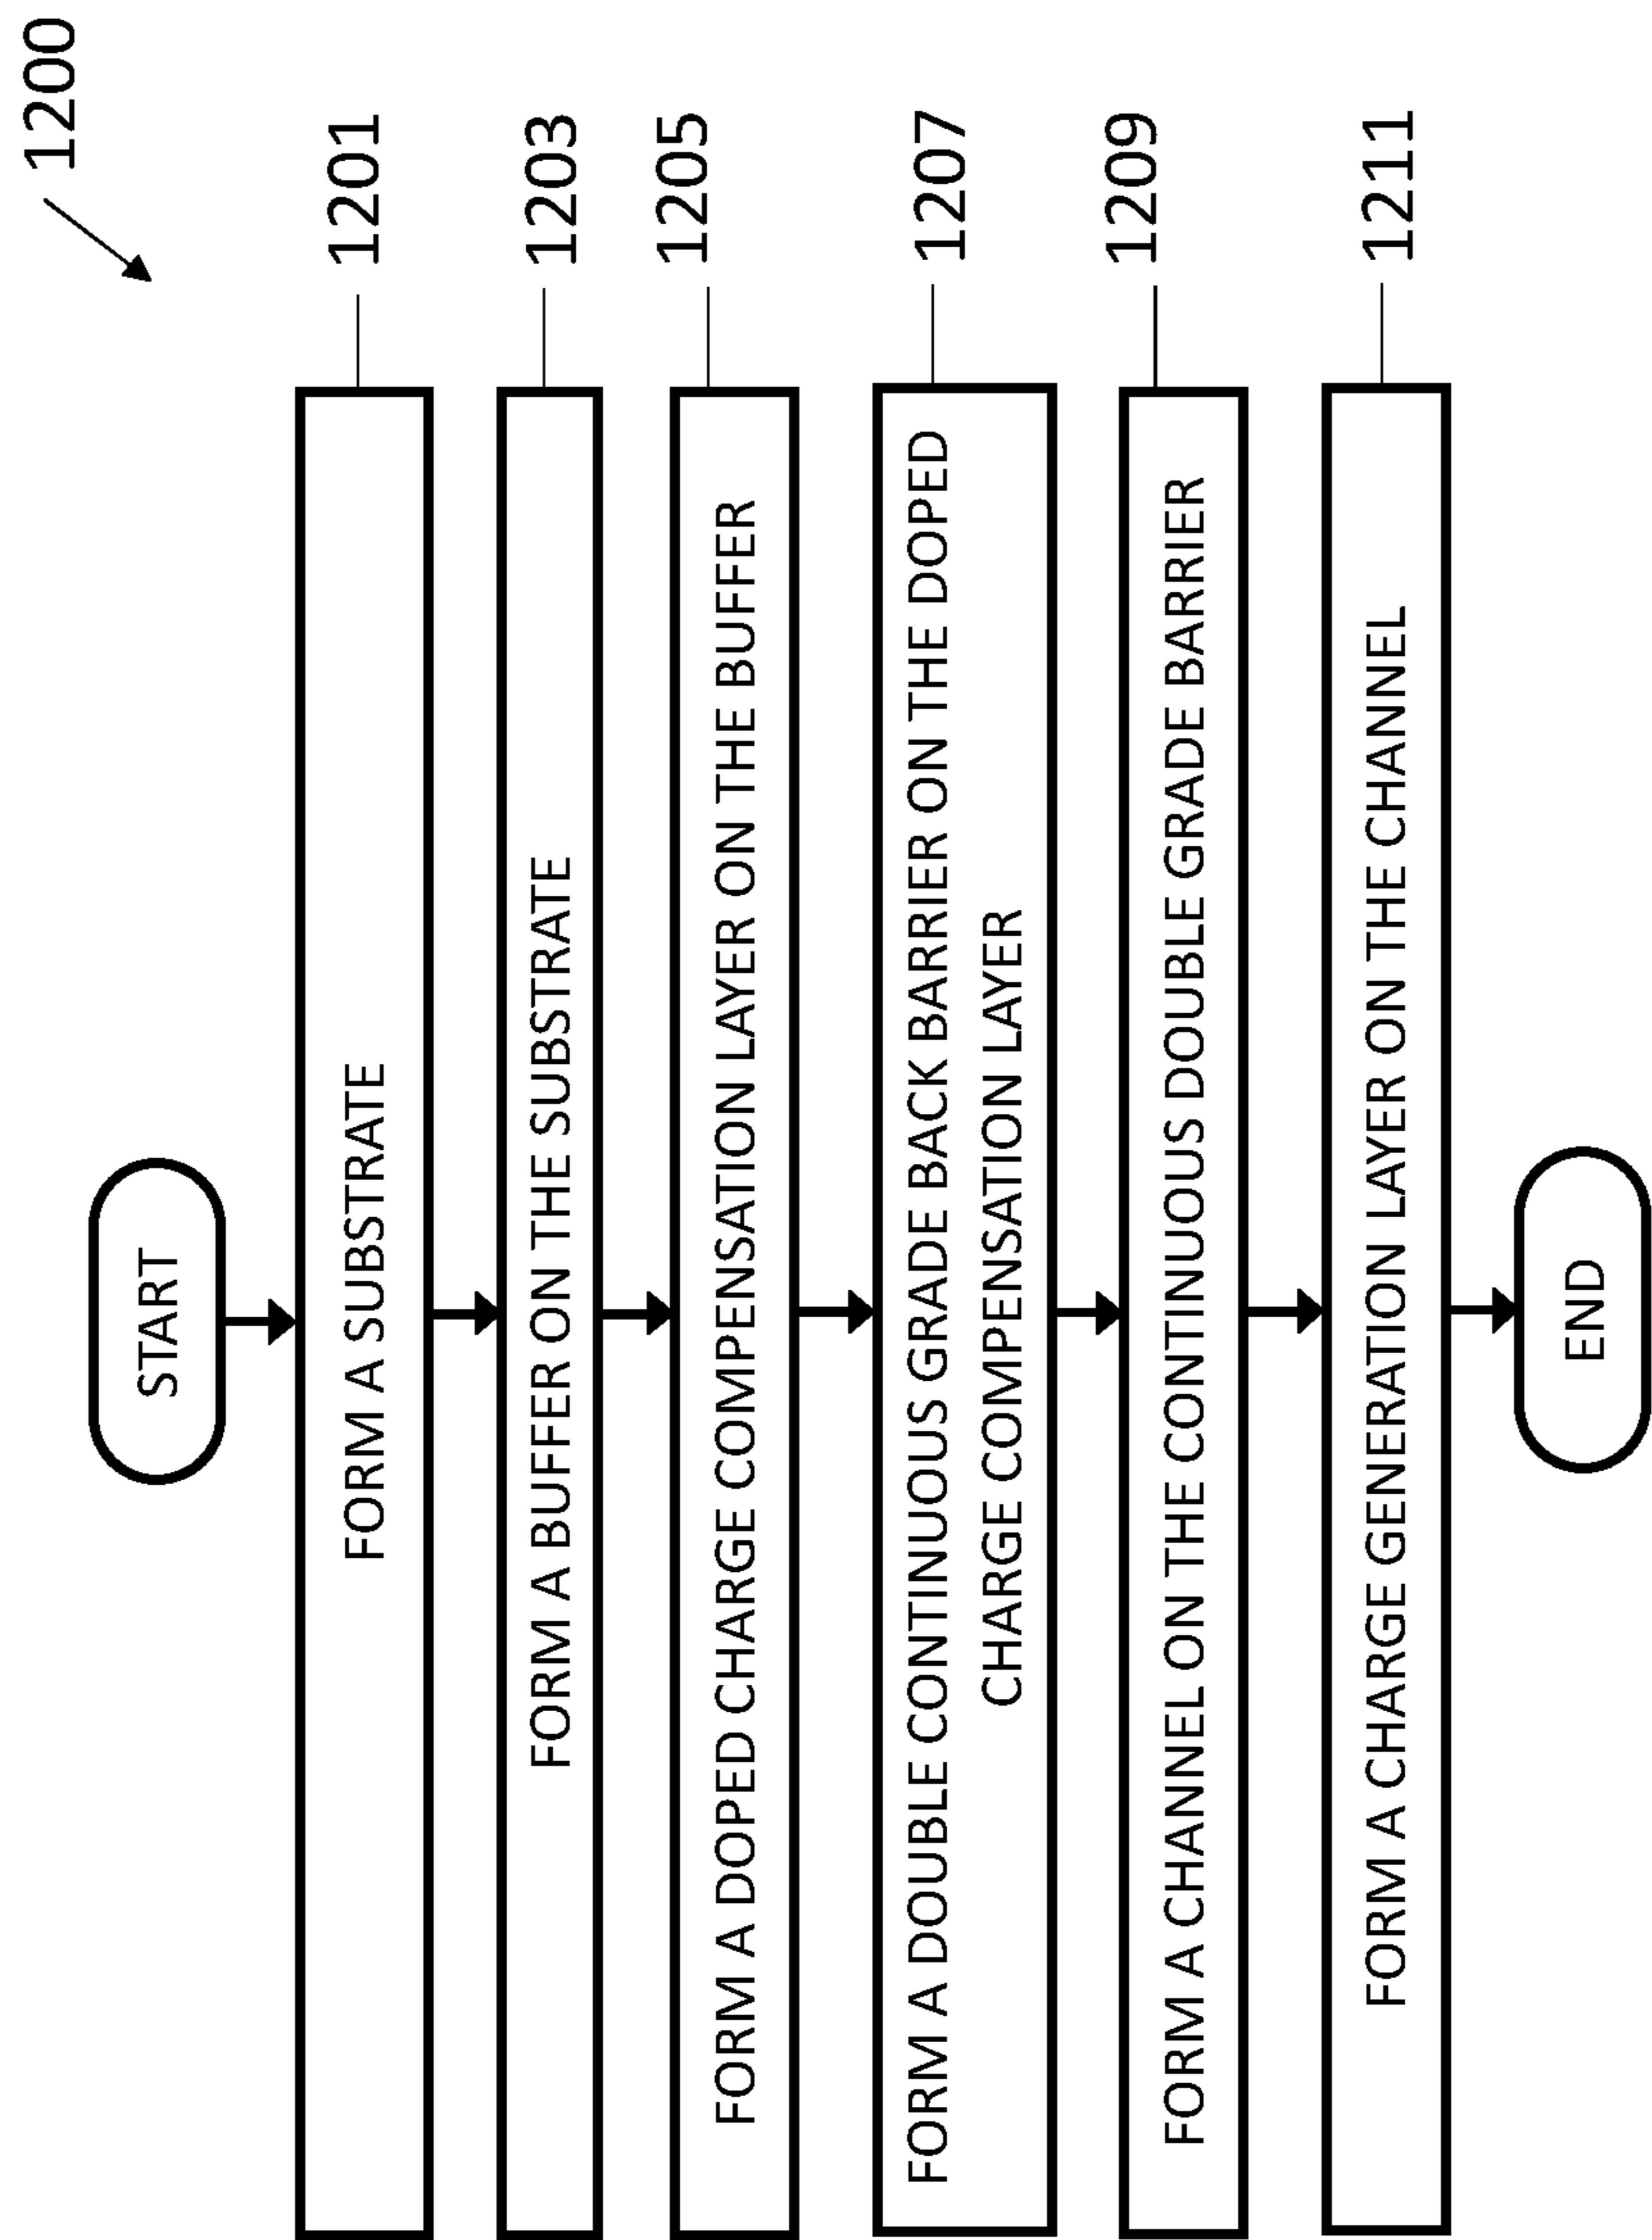 1200
START
FORM A SUBSTRATE
1201
FORM A BUFFER ON THE SUBSTRATE
1203
FORM A DOPED CHARGE COMPENSATION LAYER ON THE BUFFER
1205
FORM A DOUBLE CONTINUOUS GRADE BACK BARRIER ON THE DOPED
CHARGE COMPENSATION LAYER
1207
FORM A CHANNEL ON THE CONTINUOUS DOUBLE GRADE BARRIER
1209
FORM A CHARGE GENERATION LAYER ON THE CHANNEL
1211
END